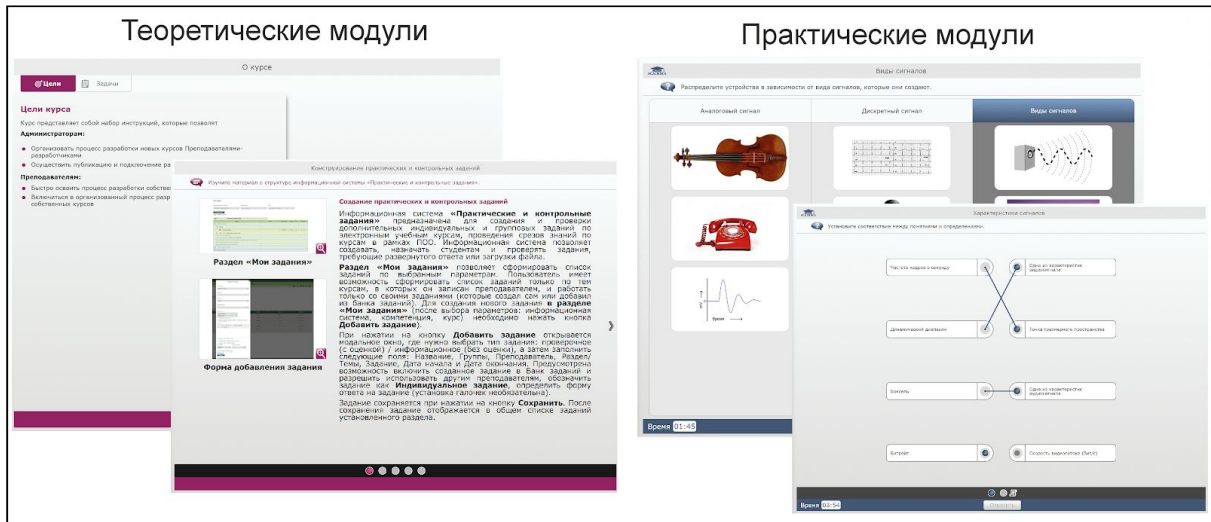 Теоретические модули
О курсе
Цели
Задачи
Цели курса
Курс представляет собой набор инструкций, которые позволят
Администраторам:
Организовать процесс разработки новых курсов Преподавателями-
разработчиками
Осуществить публикацию и подключение ра
Преподавателям:
Быстро освоить процесс разработки собстве
Включиться в организованный процесс разр
собственных курсов
Конструирование практических и контрольных заданий
Изучите материал о структуре информационной системы «Практические и контрольные задания».
Раздел «Мои задания»
Форма добавления задания
Создание практических и контрольных заданий
Информационная система «Практические и контрольные
задания» предназначена для создания и проверки
дополнительных индивидуальных и групповых заданий по
электронным учебным курсам, проведения срезов знаний по
курсам в рамках ПОО. Информационная система позволяет
создавать, назначать студентам и проверять задания,
требующие развернутого ответа или загрузки файла.
Раздел «Мои задания» позволяет сформировать список
заданий по выбранным параметрам. Пользователь имеет
возможность сформировать список заданий только по тем
курсам, в которых он записан преподавателем, и работать
только со своими заданиями (которые создал сам или добавил
из банка заданий). Для создания нового задания в разделе
«Мои задания» (после выбора параметров: информационная
система, компетенция, курс) необходимо нажать кнопка
Добавить задание).
При нажатии на кнопку Добавить задание открывается
модальное окно, где нужно выбрать тип задания: проверочное
(с оценкой) / информационное (без оценки), а затем заполнить
следующие поля: Название, Группы, Преподаватель, Раздел/
Темы, Задание, Дата начала и Дата окончания. Предусмотрена
возможность включить созданное задание в Банк заданий и
разрешить использовать другим преподавателям, обозначить
задание как Индивидуальное задание, определить форму
ответа на задание (установка галочек необязательна).
Задание сохраняется при нажатии на кнопку Сохранить. После
сохранения задание отображается в общем списке заданий
установленного раздела.
Практические модули
Виды сигналов
Распределите устройства в зависимости от вида сигналов, которые они создают.
Аналоговый сигнал
Дискретный сигнал
Виды сигналов
Время
Время 01:45
Характеристики сигналов
Установите соответствие между понятиями и определениями.
Частота кадров в секунду
Одна из характеристик
видеосигнала
Динамический диапазон
Точка трехмерного пространства
Воксель
Одна из характеристик
аудиосигнала
Битрейт
Скорость видеопотока (бит/с)
Время 03:54